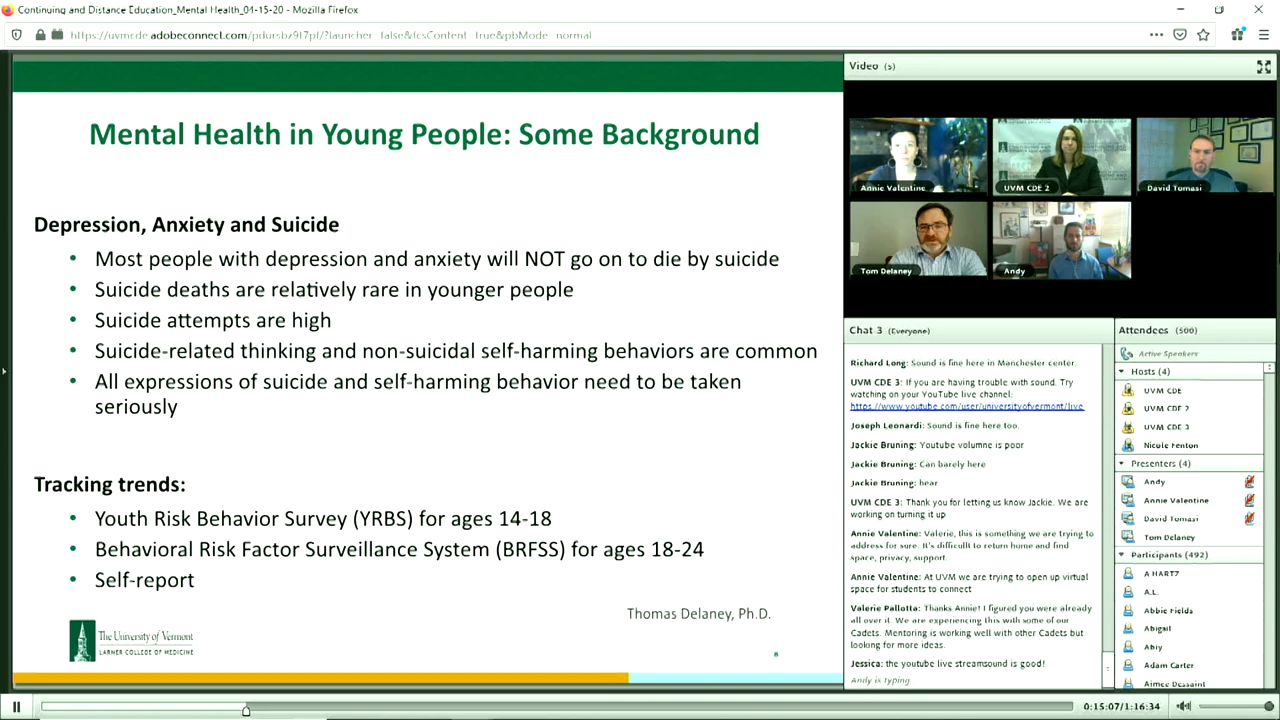 Continuing and Distance Education_Mental Health_04-15-20 - Mozilla Firefox
Mental Health in Young People: Some Background
Depression, Anxiety and Suicide
• Most people with depression and anxiety will NOT go on to die by suicide
• Suicide deaths are relatively rare in younger people
• Suicide attempts are high
• Suicide-related thinking and non-suicidal self-harming behaviors are common
• All expressions of suicide and self-harming behavior need to be taken
seriously
Tracking trends:
• Youth Risk Behavior Survey (YRBS) for ages 14-18
• Behavioral Risk Factor Surveillance System (BRFSS) for ages 18-24
• Self-report
Thomas Delaney, Ph.D.
The University of Vermont
LARNER COLLEGE OF MEDICINE
8
Video (5)
Annie Valentine
UVM CDE 2
David Tomasi
Tom Delaney
Andy
Chat 3 (Everyone)
Richard Long: Sound is fine here in Manchester center.
UVM CDE 3: If you are having trouble with sound. Try
watching on your YouTube live channel:
https://www.youtube.com/user/universityofvermont/live
Joseph Leonardi: Sound is fine here too.
Jackie Bruning: Youtube volumne is poor
Jackie Bruning: Can barely here
Jackie Bruning: hear
UVM CDE 3: Thank you for letting us know Jackie. We are
working on turning it up
Annie Valentine: Valerie, this is something we are trying to
address for sure. It's difficult to return home and find
space, privacy, support.
Annie Valentine: At UVM we are trying to open up virtual
space for students to connect
Valerie Pallotta: Thanks Annie! I figured you were already
all over it. We are experiencing this with some of our
Cadets. Mentoring is working well with other Cadets but
looking for more ideas.
Jessica: the youtube live streamsound is good!
Andy is typing
Attendees (500)
Active Speakers
Hosts (4)
UVM CDE
UVM CDE 2
UVM CDE 3
Nicole Fenton
Presenters (4)
Andy
Annie Valentine
David Tomasi
Tom Delaney
Participants (492)
A HARTZ
A.L.
Abbie Fields
Abigail
Abiy
Adam Carter
Aimee Dessaint
0:15:07/1:16:34